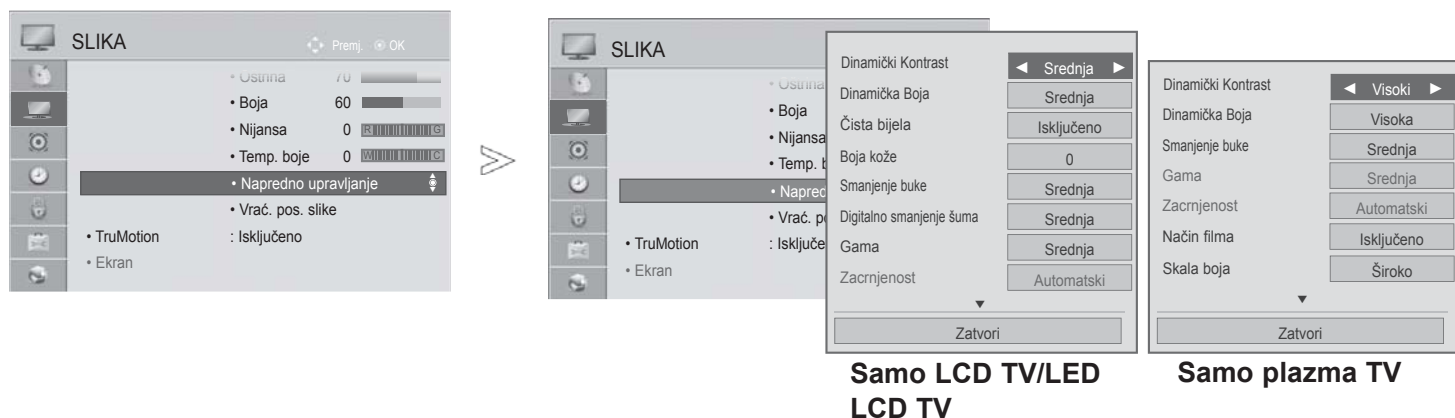 SLIKA
Premj. OK
• Oštrina 70
• Boja 60
• Nijansa 0 R G
• Temp. boje 0 W C
• Napredno upravljanje
• Vrać. pos. slike
• TruMotion : Isključeno
• Ekran
SLIKA
• Oštrina
• Boja
• Nijansa
• Temp. b
• Napred
• Vrać. po
• TruMotion : Isključe
• Ekran
Dinamički Kontrast ◄ Srednja ►
Dinamička Boja Srednja
Čista bijela Isključeno
Boja kože 0
Smanjenje buke Srednja
Digitalno smanjenje šuma Srednja
Gama Srednja
Zacrnjenost Automatski
▼
Zatvori
Samo LCD TV/LED
LCD TV
Dinamički Kontrast ◄ Visoki ►
Dinamička Boja Visoka
Smanjenje buke Srednja
Gama Srednja
Zacrnjenost Automatski
Način filma Isključeno
Skala boja Široko
▼
Zatvori
Samo plazma TV